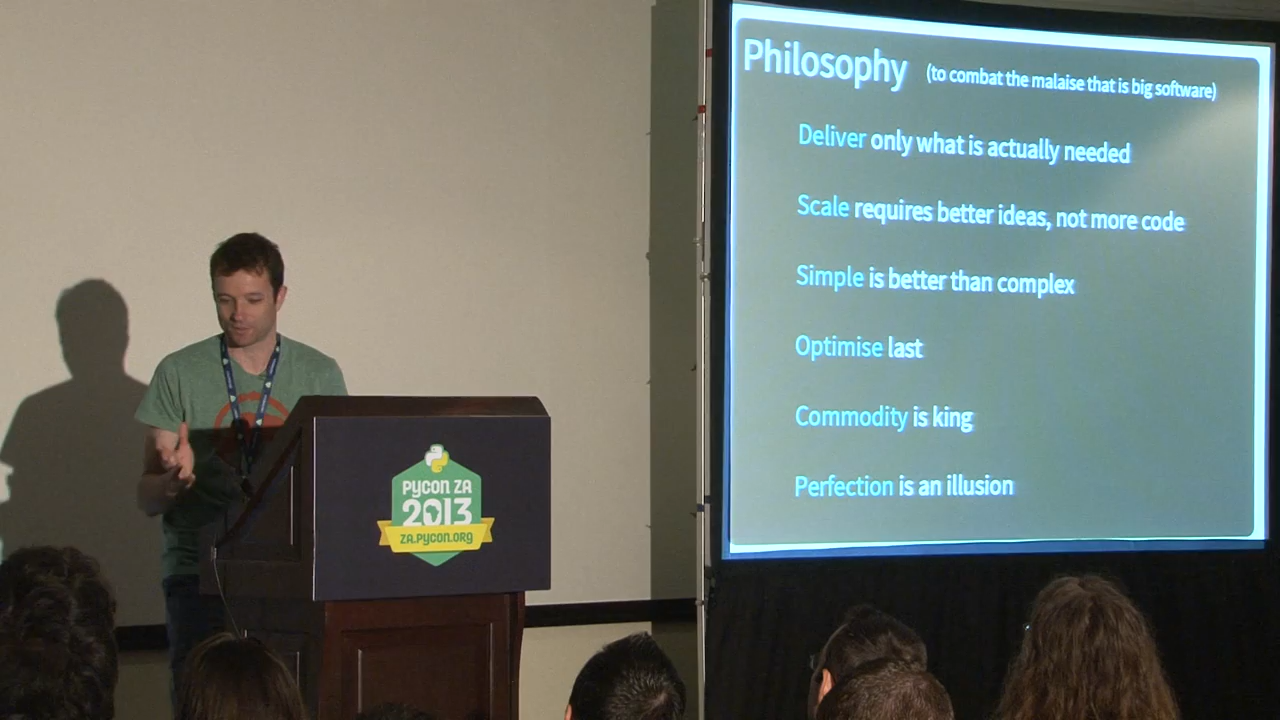 Philosophy (to combat the malaise that is big software)
Deliver only what is actually needed
Scale requires better ideas, not more code
Simple is better than complex
Optimise last
Commodity is king
Perfection is an illusion
PYCON ZA
2013
ZA.PYCON.ORG